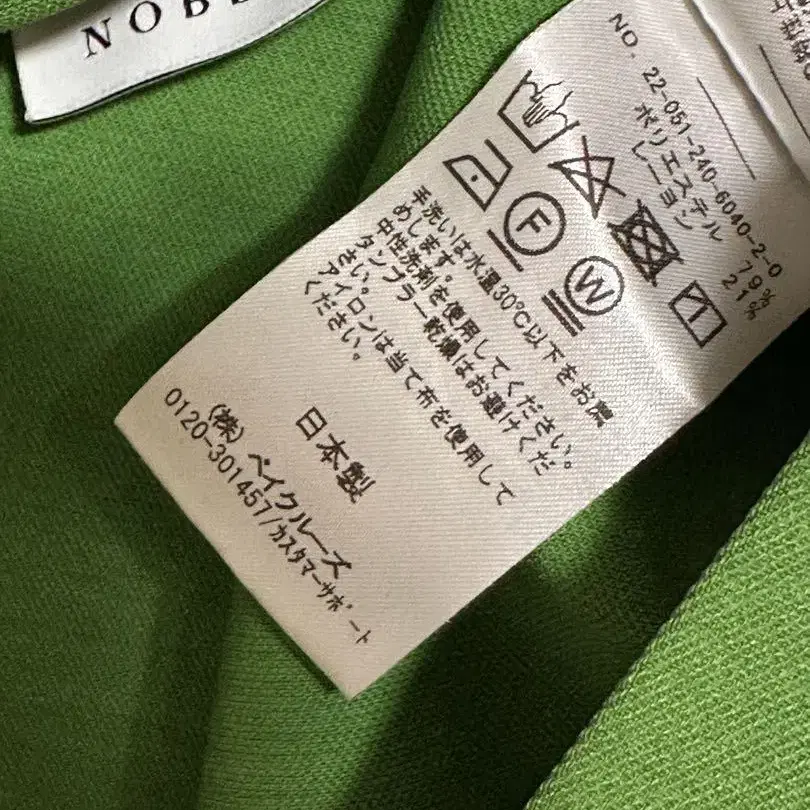 NOBL
NO. 22-051-240-6040-2-0
ポリエステル 79%
レーヨン 21%
F
W
手洗いは水温30℃以下をお薦
めします。
中性洗剤を使用してください。
タンブラー乾燥はお避けくだ
さい。
アイロンは当て布を使用して
ください。
日本製
(株)ベイクルーズ
0120-301457/カスタマーサポート